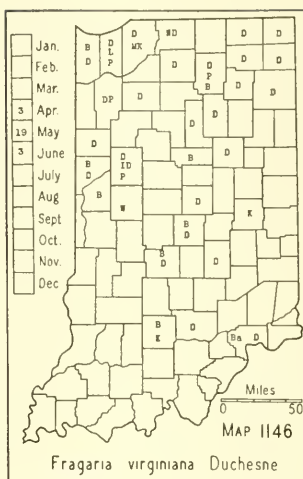 Jan.
Feb.
Mar.
3 Apr.
19 May
3 June
July
Aug
Sept
Oct.
Nov.
Dec
B D
D L P
D MK
ND
D
D
D
D
D
D P B
D
D
DP
D
D
D
D
D
B D
D ID P
B
D
B
W
D
K
B D
B D
D
B K
D
Ba D
Miles
0 50
MAP 1146
Fragaria virginiana Duchesne